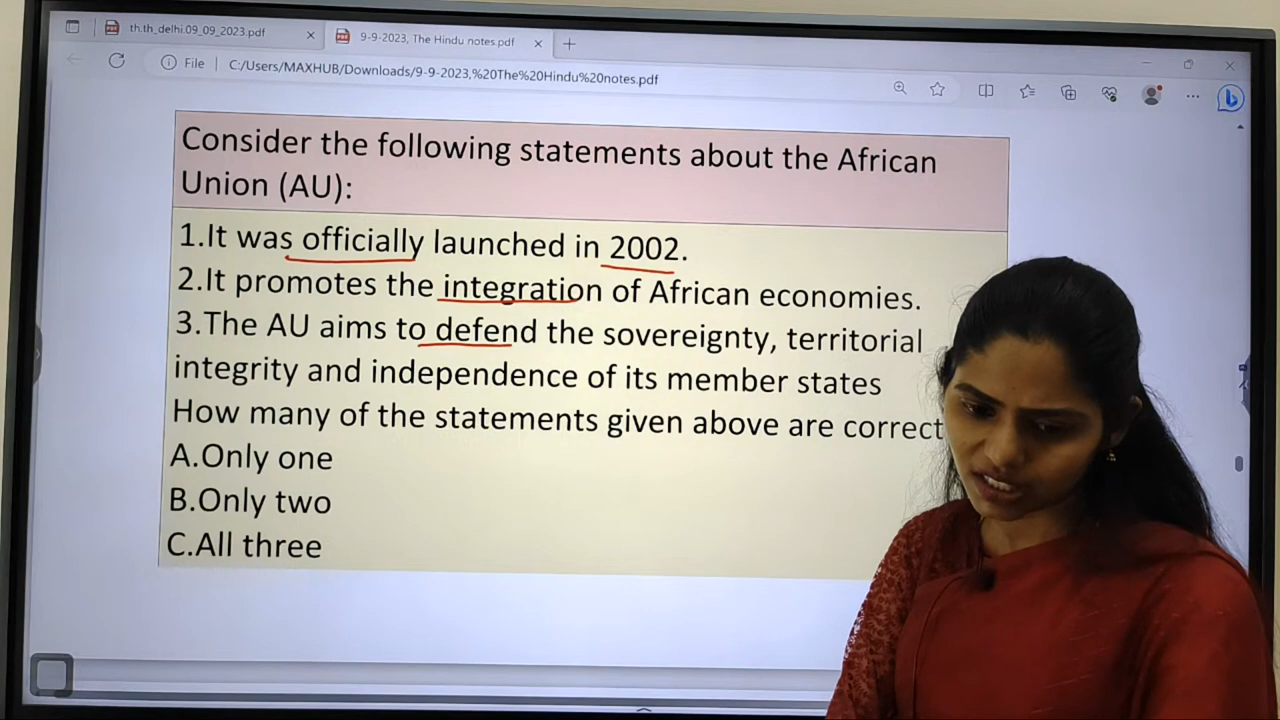 th.th_delhi.09_09_2023.pdf
9-9-2023, The Hindu notes.pdf
File
C:/Users/MAXHUB/Downloads/9-9-2023,%20The%20Hindu%20notes.pdf
Consider the following statements about the African
Union (AU):
1.It was officially launched in 2002.
2.It promotes the integration of African economies.
3.The AU aims to defend the sovereignty, territorial
integrity and independence of its member states
How many of the statements given above are correct
A.Only one
B.Only two
C.All three